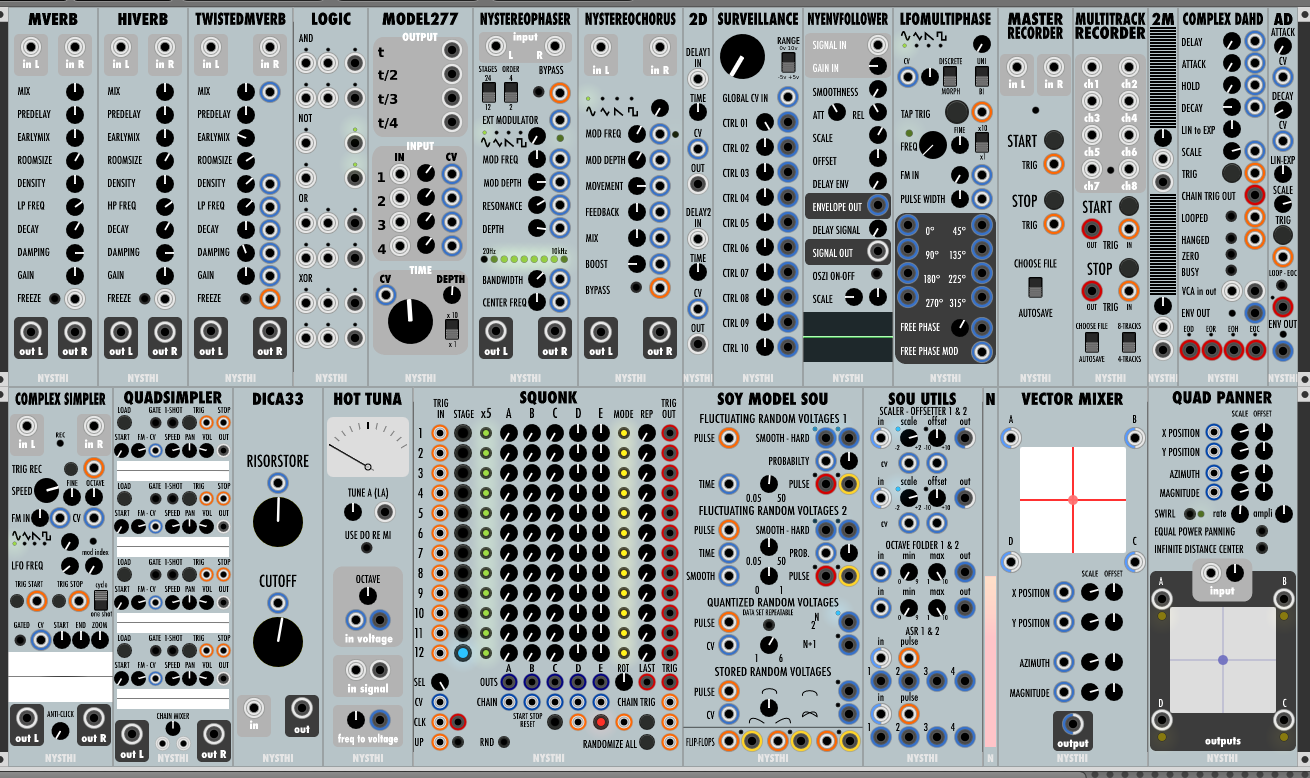 MVERB
in L
in R
MIX
PREDELAY
EARLYMIX
ROOMSIZE
DENSITY
LP FREQ
DECAY
DAMPING
GAIN
FREEZE
out L
out R
NYSTHI
HIVERB
in L
in R
MIX
PREDELAY
EARLYMIX
ROOMSIZE
DENSITY
HP FREQ
DECAY
DAMPING
GAIN
FREEZE
out L
out R
NYSTHI
TWISTEDMVERB
in L
in R
MIX
PREDELAY
EARLYMIX
ROOMSIZE
DENSITY
LP FREQ
DECAY
DAMPING
GAIN
FREEZE
out L
out R
NYSTHI
LOGIC
AND
NOT
OR
XOR
NYSTHI
MODEL277
OUTPUT
t
t/2
t/3
t/4
INPUT
IN
CV
1
2
3
4
TIME
CV
DEPTH
x 10
x 1
NYSTHI
NYSTEREOPHASER
input
L R
STAGES ORDER
24 4
BYPASS
12 2
EXT MODULATOR
MOD FREQ
MOD DEPTH
RESONANCE
DEPTH
20Hz 10kHz
BANDWIDTH
CENTER FREQ
out L
out R
NYSTHI
NYSTEREOCHORUS
in L
in R
MOD FREQ
MOD DEPTH
MOVEMENT
FEEDBACK
MIX
BOOST
BYPASS
out L
out R
NYSTHI
2D
DELAY1
IN
TIME
CV
OUT
DELAY2
IN
TIME
CV
OUT
NYSTHI
SURVEILLANCE
RANGE
0v 10v
-5v +5v
GLOBAL CV IN
CTRL 01
CTRL 02
CTRL 03
CTRL 04
CTRL 05
CTRL 06
CTRL 07
CTRL 08
CTRL 09
CTRL 10
NYSTHI
NYENVFOLLOWER
SIGNAL IN
GAIN IN
SMOOTHNESS
ATT REL
SCALE
OFFSET
DELAY ENV
ENVELOPE OUT
DELAY SIGNAL
SIGNAL OUT
OSZI ON-OFF
SCALE
NYSTHI
LFOMULTIPHASE
CV
DISCRETE
MORPH
UNI
BI
TAP TRIG
FREQ
FINE
x10
x1
FM IN
PULSE WIDTH
0° 45°
90° 135°
180° 225°
270° 315°
FREE PHASE
FREE PHASE MOD
NYSTHI
MASTER
RECORDER
in L
in R
START
TRIG
STOP
TRIG
CHOOSE FILE
AUTOSAVE
NYSTHI
MULTITRACK
RECORDER
ch1 ch2
ch3 ch4
ch5 ch6
ch7 ch8
START
OUT TRIG IN
STOP
OUT TRIG IN
CHOOSE FILE
8-TRACKS
AUTOSAVE
4-TRACKS
NYSTHI
2M
NYSTHI
COMPLEX DAHD
DELAY
ATTACK
HOLD
DECAY
LIN to EXP
SCALE
TRIG
CHAIN TRIG OUT
LOOPED
HANGED
ZERO
BUSY
VCA in out
ENV OUT
EOD EOR EOH EOC
NYSTHI
AD
ATTACK
CV
DECAY
CV
LIN-EXP
SCALE
TRIG
LOOP - EOC
ENV OUT
NYSTHI
COMPLEX SIMPLER
in L
REC
in R
TRIG REC
SPEED
FINE
OCTAVE
FM IN
CV
mod index
LFO FREQ
TRIG START
TRIG STOP
cycle
one shot
GATED CV START END ZOOM
ANTI-CLICK
out L
out R
NYSTHI
QUADSIMPLER
LOAD GATE 1-SHOT TRIG STOP
START FM - CV SPEED PAN VOL OUT
LOAD GATE 1-SHOT TRIG STOP
START FM - CV SPEED PAN VOL OUT
LOAD GATE 1-SHOT TRIG STOP
START FM - CV SPEED PAN VOL OUT
LOAD GATE 1-SHOT TRIG STOP
START FM - CV SPEED PAN VOL OUT
CHAIN MIXER
out L
out R
NYSTHI
DICA33
RISORSTORE
CUTOFF
in
out
NYSTHI
HOT TUNA
TUNE A (LA)
USE DO RE MI
OCTAVE
in voltage
in signal
freq to voltage
NYSTHI
SQUONK
TRIG
IN
STAGE
x5
A
B
C
D
E
MODE
REP
TRIG
OUT
1
2
3
4
5
6
7
8
9
10
11
12
A B C D E ROT LAST TRIG
SEL
OUTS
CV
CHAIN
CHAIN TRIG
CLK
START STOP
RESET
UP
RND
RANDOMIZE ALL
NYSTHI
SOY MODEL SOU
FLUCTUATING RANDOM VOLTAGES 1
PULSE
SMOOTH - HARD
PROBABILTY
TIME
PULSE
0.05 50
FLUCTUATING RANDOM VOLTAGES 2
PULSE
SMOOTH - HARD
TIME
PROB.
0.05 50
SMOOTH
PULSE
0 1
QUANTIZED RANDOM VOLTAGES
PULSE
DATA SET REPEATABLE
N
2
CV
N+1
1 6
STORED RANDOM VOLTAGES
PULSE
CV
FLIP-FLOPS
NYSTHI
SOU UTILS
SCALER - OFFSETTER 1 & 2
in scale offset out
-2 +2 -10 +10
CV
in scale offset out
-2 +2 -10 +10
CV
OCTAVE FOLDER 1 & 2
in min max out
0 9 1 10
in min max out
0 9 1 10
ASR 1 & 2
in pulse
1 2 3 4
in pulse
1 2 3 4
NYSTHI
N
N
VECTOR MIXER
A
B
D
C
SCALE OFFSET
X POSITION
Y POSITION
AZIMUTH
MAGNITUDE
output
NYSTHI
QUAD PANNER
SCALE OFFSET
X POSITION
Y POSITION
AZIMUTH
MAGNITUDE
SWIRL rate ampli
EQUAL POWER PANNING
INFINITE DISTANCE CENTER
A
input
B
D
C
outputs
NYSTHI